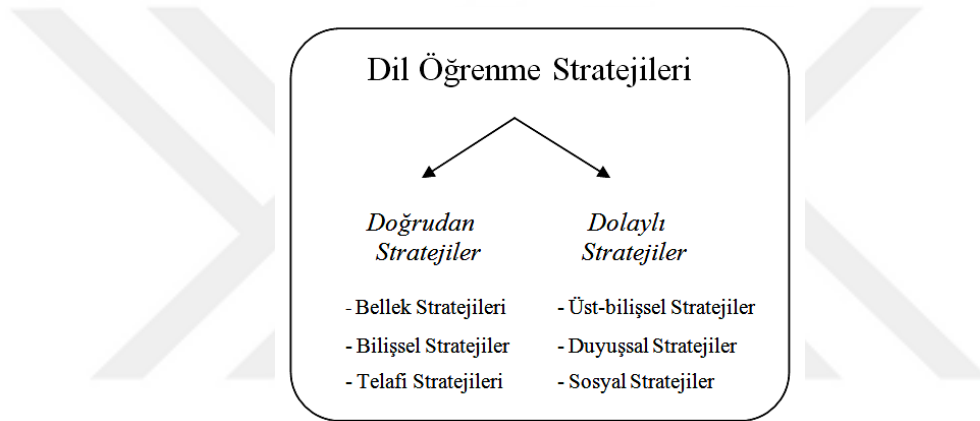 Dil Öğrenme Stratejileri
Doğrudan
Stratejiler
- Bellek Stratejileri
- Bilişsel Stratejiler
- Telafi Stratejileri
Dolaylı
Stratejiler
- Üst-bilişsel Stratejiler
- Duyuşsal Stratejiler
- Sosyal Stratejiler